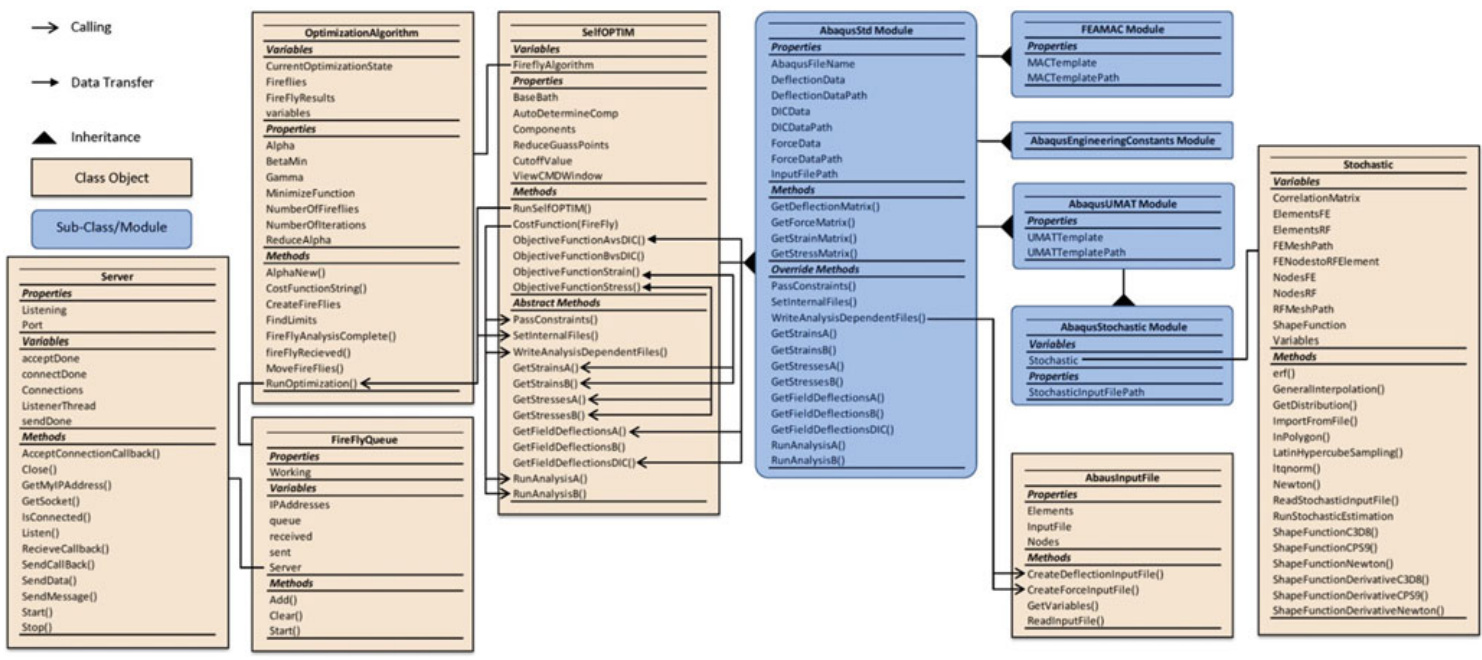 Calling
Data Transfer
Inheritance
Class Object
Sub-Class/Module
Server
Properties
Listening
Port
Variables
acceptDone
connectDone
Connections
ListenerThread
sendDone
Methods
AcceptConnectionCallback()
Close()
GetMyIPAddress()
GetSocket()
IsConnected()
Listen()
RecieveCallback()
SendCallBack()
SendData()
SendMessage()
Start()
Stop()
OptimizationAlgorithm
Variables
CurrentOptimizationState
Fireflies
FireFlyResults
variables
Properties
Alpha
BetaMin
Gamma
MinimizeFunction
NumberOfFireflies
NumberOfIterations
ReduceAlpha
Methods
AlphaNew()
CostFunctionString()
CreateFireFlies
FindLimits
FireFlyAnalysisComplete()
fireFlyRecieved()
MoveFireFlies()
RunOptimization()
FireFlyQueue
Properties
Working
Variables
IPAddresses
queue
received
sent
Server
Methods
Add()
Clear()
Start()
SelfOPTIM
Variables
FireflyAlgorithm
Properties
BaseBath
AutoDetermineComp
Components
ReduceGuassPoints
CutoffValue
ViewCMDWindow
Methods
RunSelfOPTIM()
CostFunction(FireFly)
ObjectiveFunctionAvsDIC()
ObjectiveFunctionBvsDIC()
ObjectiveFunctionStrain()
ObjectiveFunctionStress()
Abstract Methods
PassConstraints()
SetInternalFiles()
WriteAnalysisDependentFiles()
GetStrainsA()
GetStrainsB()
GetStressesA()
GetStressesB()
GetFieldDeflectionsA()
GetFieldDeflectionsB()
GetFieldDeflectionsDIC()
RunAnalysisA()
RunAnalysisB()
AbaqusStd Module
Properties
AbaqusFileName
DeflectionData
DeflectionDataPath
DICData
DICDataPath
ForceData
ForceDataPath
InputFilePath
Methods
GetDeflectionMatrix()
GetForceMatrix()
GetStrainMatrix()
GetStressMatrix()
Override Methods
PassConstraints()
SetInternalFiles()
WriteAnalysisDependentFiles()
GetStrainsA()
GetStrainsB()
GetStressesA()
GetStressesB()
GetFieldDeflectionsA()
GetFieldDeflectionsB()
GetFieldDeflectionsDIC()
RunAnalysisA()
RunAnalysisB()
FEAMAC Module
Properties
MACTemplate
MACTemplatePath
AbaqusEngineeringConstants Module
AbaqusUMAT Module
Properties
UMATTemplate
UMATTemplatePath
AbaqusStochastic Module
Variables
Stochastic
Properties
StochasticInputFilePath
AbausInputFile
Properties
Elements
InputFile
Nodes
Methods
CreateDeflectionInputFile()
CreateForceInputFile()
GetVariables()
ReadInputFile()
Stochastic
Variables
CorrelationMatrix
ElementsFE
ElementsRF
FEMeshPath
FENodestoRFElement
NodesFE
NodesRF
RFMeshPath
ShapeFunction
Variables
Methods
erf()
GeneralInterpolation()
GetDistribution()
ImportFromFile()
InPolygon()
LatinHypercubeSampling()
ltqnorm()
Newton()
ReadStochasticInputFile()
RunStochasticEstimation
ShapeFunctionC3D8()
ShapeFunctionCPS9()
ShapeFunctionNewton()
ShapeFunctionDerivativeC3D8()
ShapeFunctionDerivativeCPS9()
ShapeFunctionDerivativeNewton()